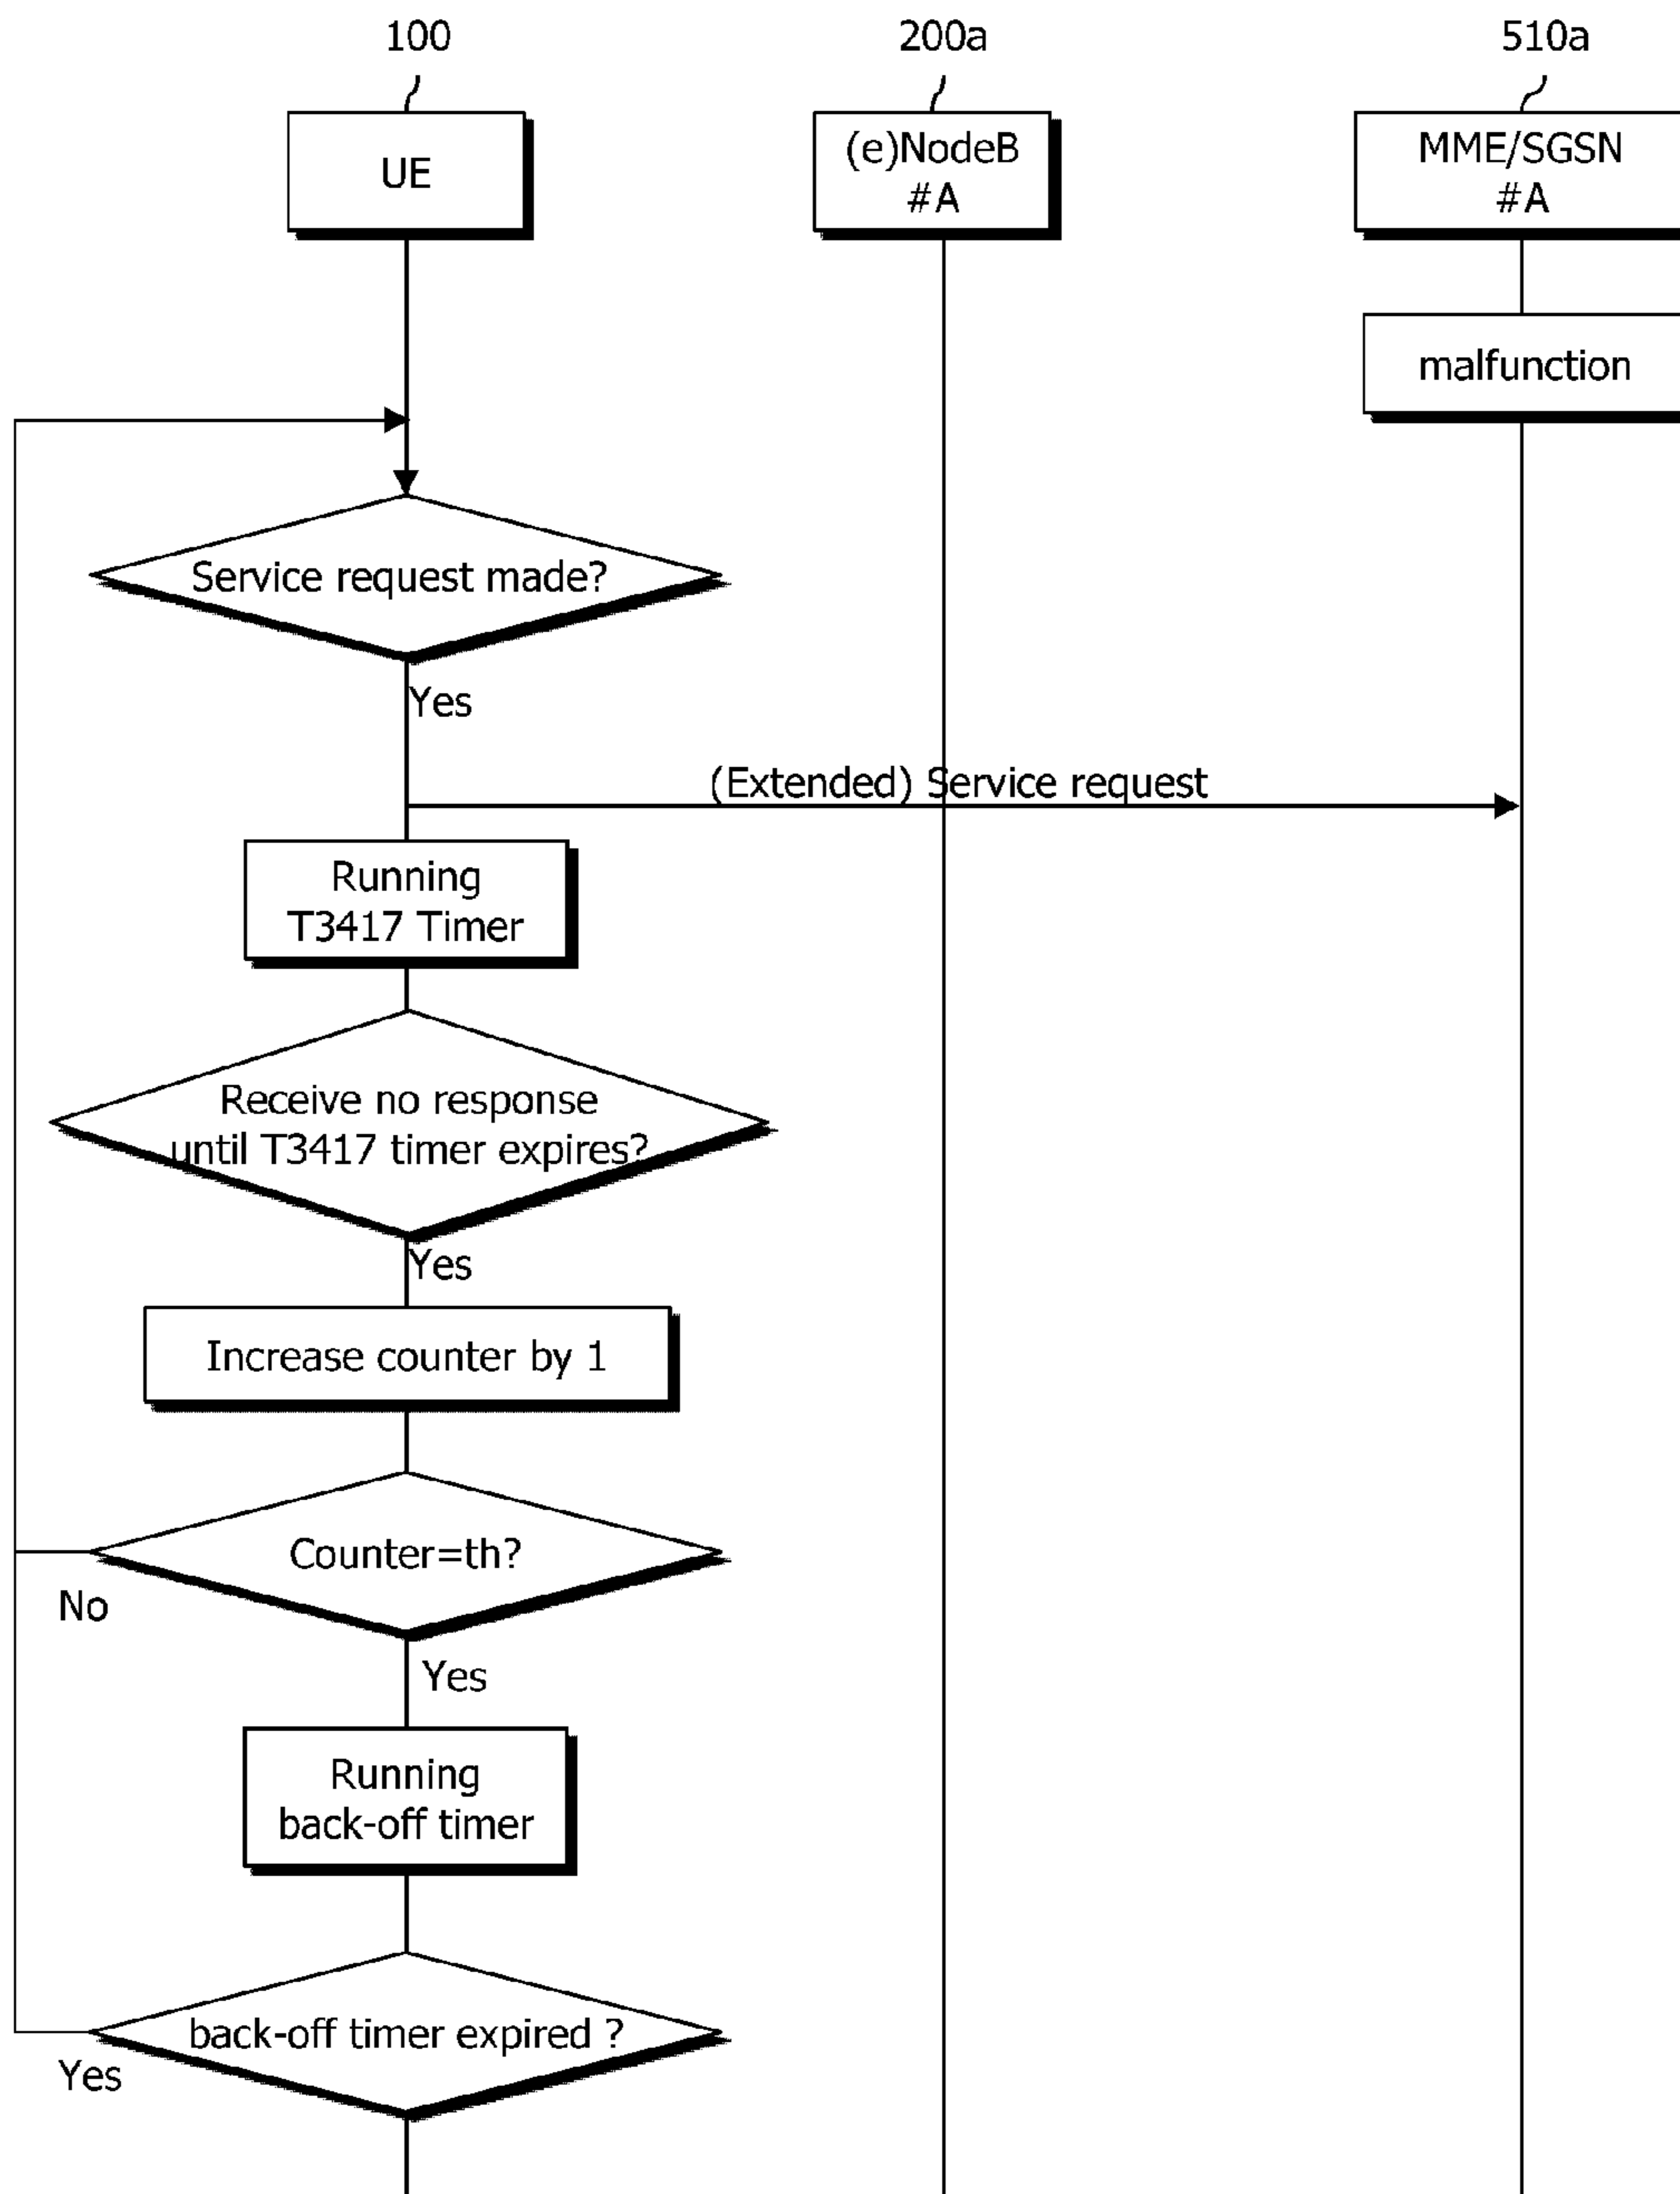 100
200a
510a
UE
(e)NodeB
#A
MME/SGSN
#A
malfunction
Service request made?
Yes
(Extended) Service request
Running
T3417 Timer
Receive no response
until T3417 timer expires?
Yes
Increase counter by 1
Counter=th?
No
Yes
Running
back-off timer
back-off timer expired ?
Yes